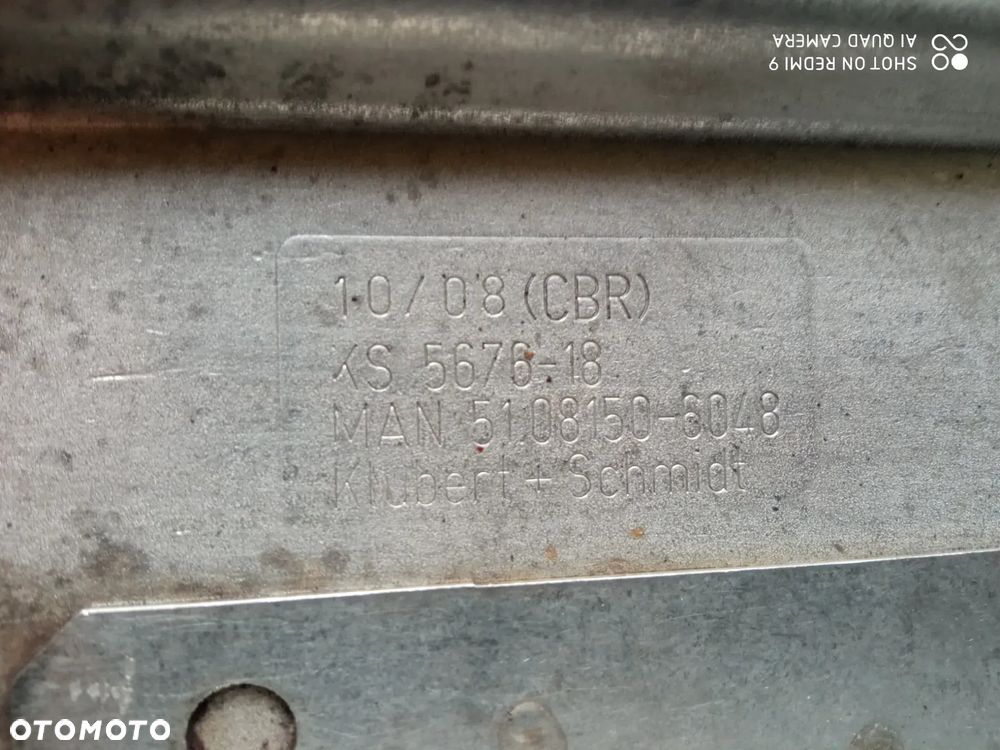 SHOT ON REDMI 9
AI QUAD CAMERA
10/08 (CBR)
KS 5676-18
MAN 51.08150-6048
Klubert + Schmidt
OTOMOTO